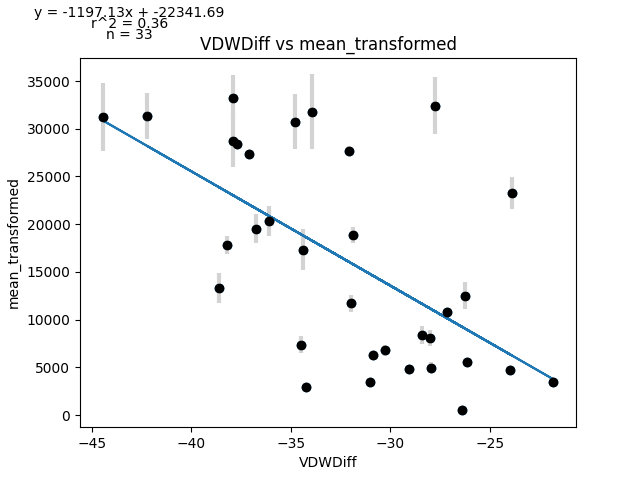 y = -1197.13x + -22341.69
r^2 = 0.36
n = 33
VDWDiff vs mean_transformed
35000
30000
25000
20000
15000
10000
5000
0
mean_transformed
−45
−40
−35
−30
−25
VDWDiff